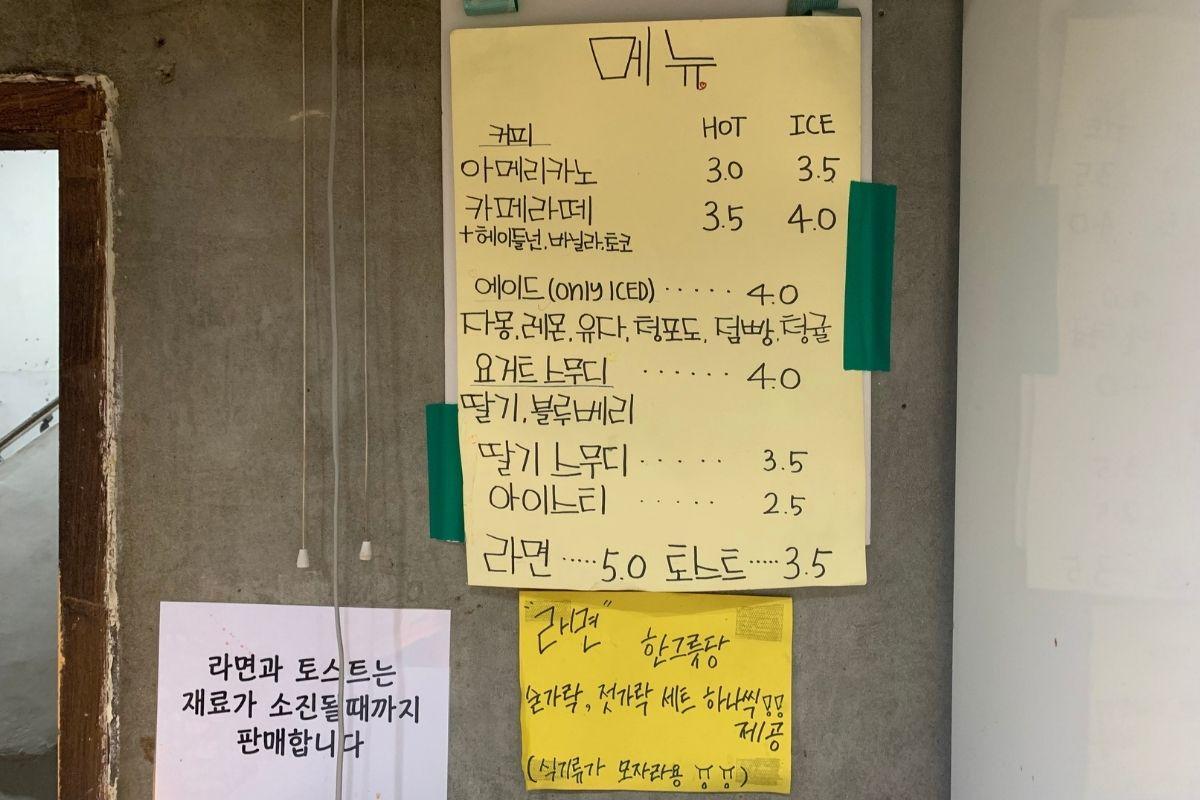 메뉴
커피 HOT ICE
아메리카노 3.0 3.5
카페라떼 3.5 4.0
+헤이즐넛, 바닐라, 토코
에이드 (only ICED) ······ 4.0
자몽, 레몬, 유자, 청포도, 덤빵, 청귤
요거트 스무디 ······ 4.0
딸기, 블루베리
딸기 스무디 ······ 3.5
아이스티 ····· 2.5
라면 ····· 5.0 토스트 ····· 3.5
라면과 토스트는
재료가 소진될때까지
판매합니다
"라면"
한그릇당
숟가락, 젓가락 세트 하나씩
제공
(식기류가 모자라용 ㅠㅠ)